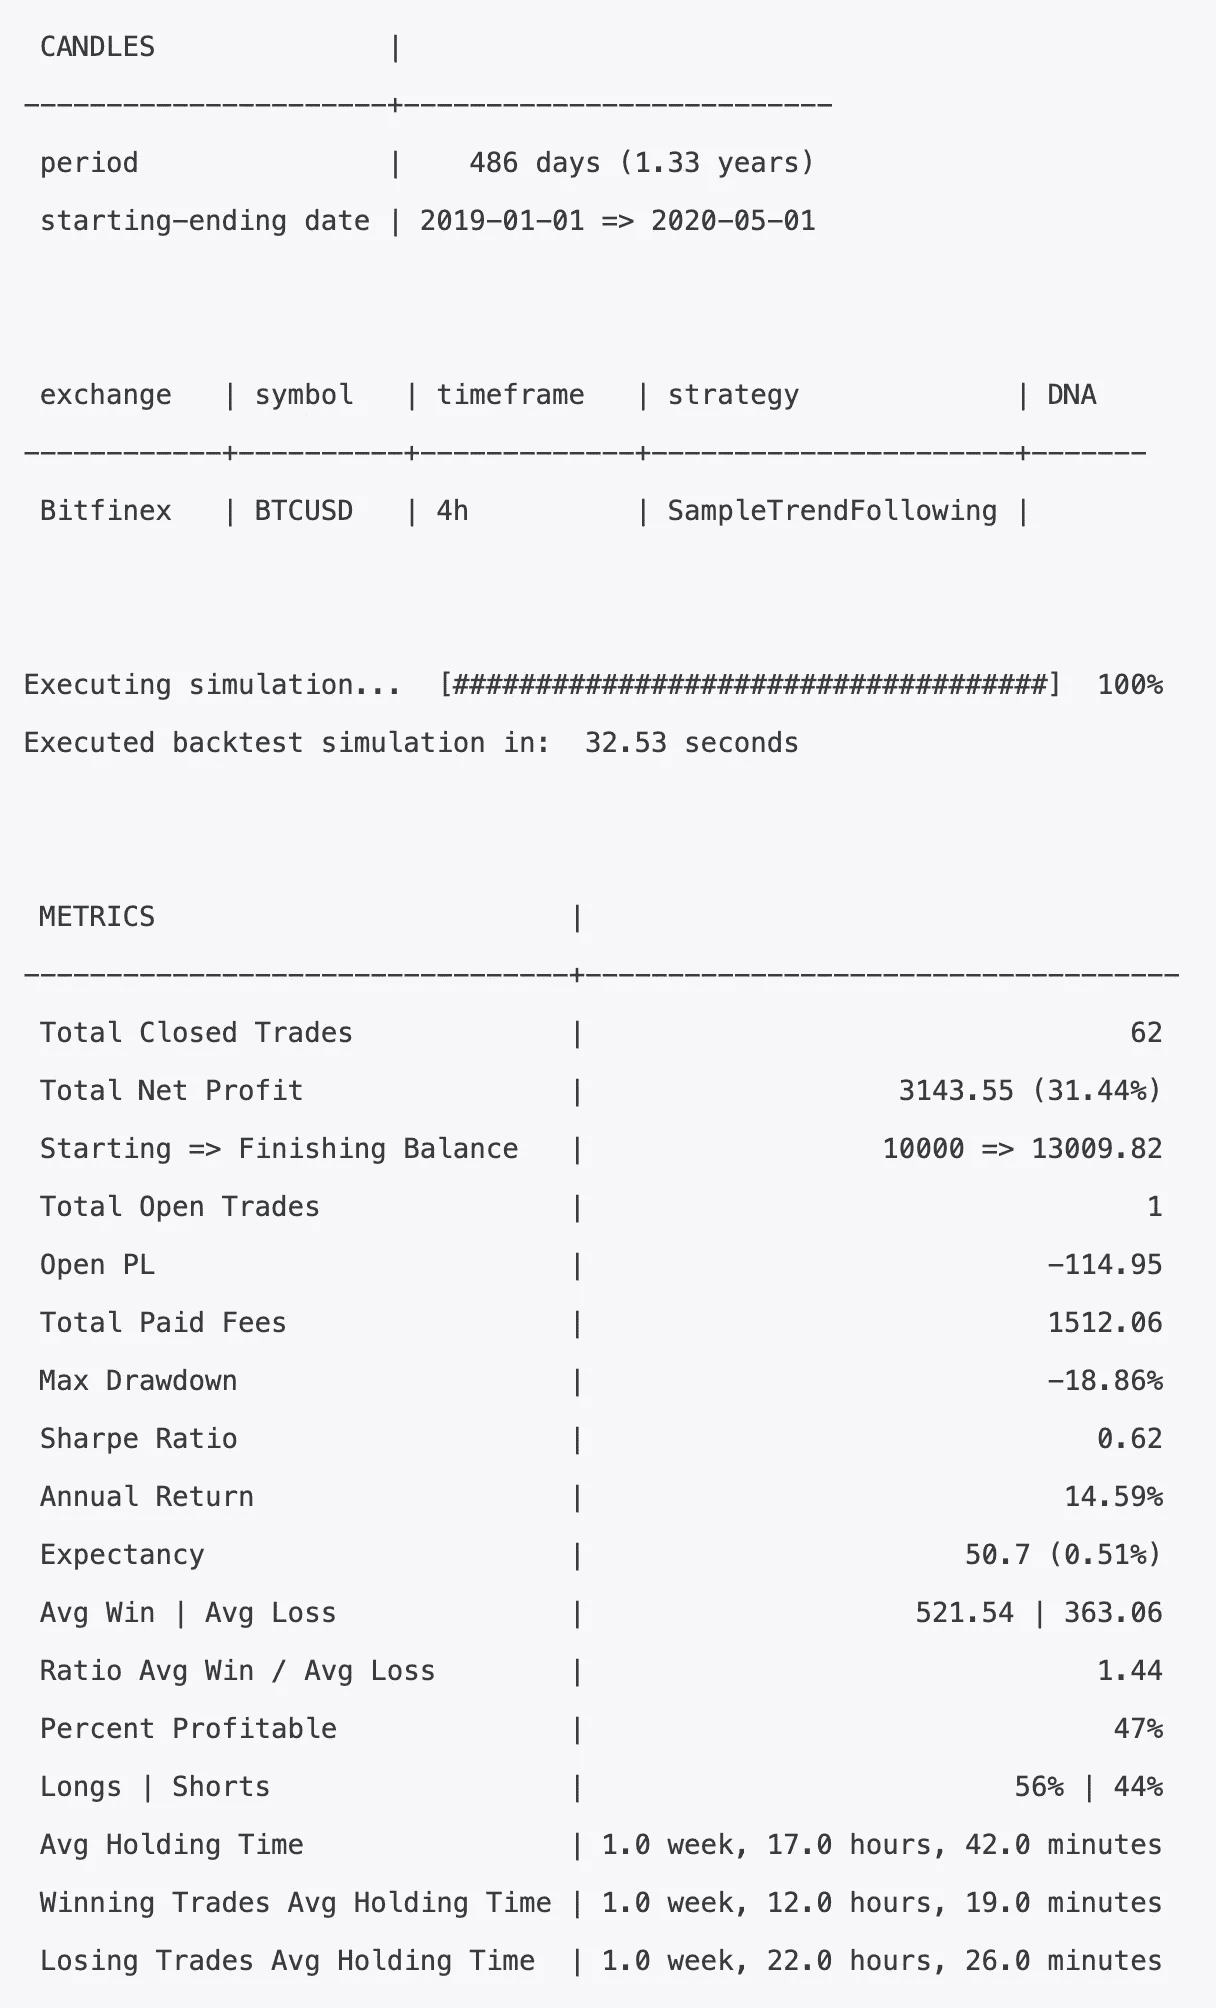 CANDLES              |
----------------------+--------------------------
period               |    486 days (1.33 years)
starting-ending date | 2019-01-01 => 2020-05-01
exchange   | symbol   | timeframe   | strategy             | DNA
------------+----------+-------------+----------------------+-------
Bitfinex   | BTCUSD   | 4h          | SampleTrendFollowing |
Executing simulation...  [####################################]  100%
Executed backtest simulation in:  32.53 seconds
METRICS                         |
---------------------------------+------------------------------------
Total Closed Trades             |                                 62
Total Net Profit                |                   3143.55 (31.44%)
Starting => Finishing Balance   |                  10000 => 13009.82
Total Open Trades               |                                  1
Open PL                         |                            -114.95
Total Paid Fees                 |                            1512.06
Max Drawdown                    |                            -18.86%
Sharpe Ratio                    |                               0.62
Annual Return                   |                             14.59%
Expectancy                      |                       50.7 (0.51%)
Avg Win | Avg Loss              |                    521.54 | 363.06
Ratio Avg Win / Avg Loss        |                               1.44
Percent Profitable              |                                47%
Longs | Shorts                  |                          56% | 44%
Avg Holding Time                | 1.0 week, 17.0 hours, 42.0 minutes
Winning Trades Avg Holding Time | 1.0 week, 12.0 hours, 19.0 minutes
Losing Trades Avg Holding Time  | 1.0 week, 22.0 hours, 26.0 minutes